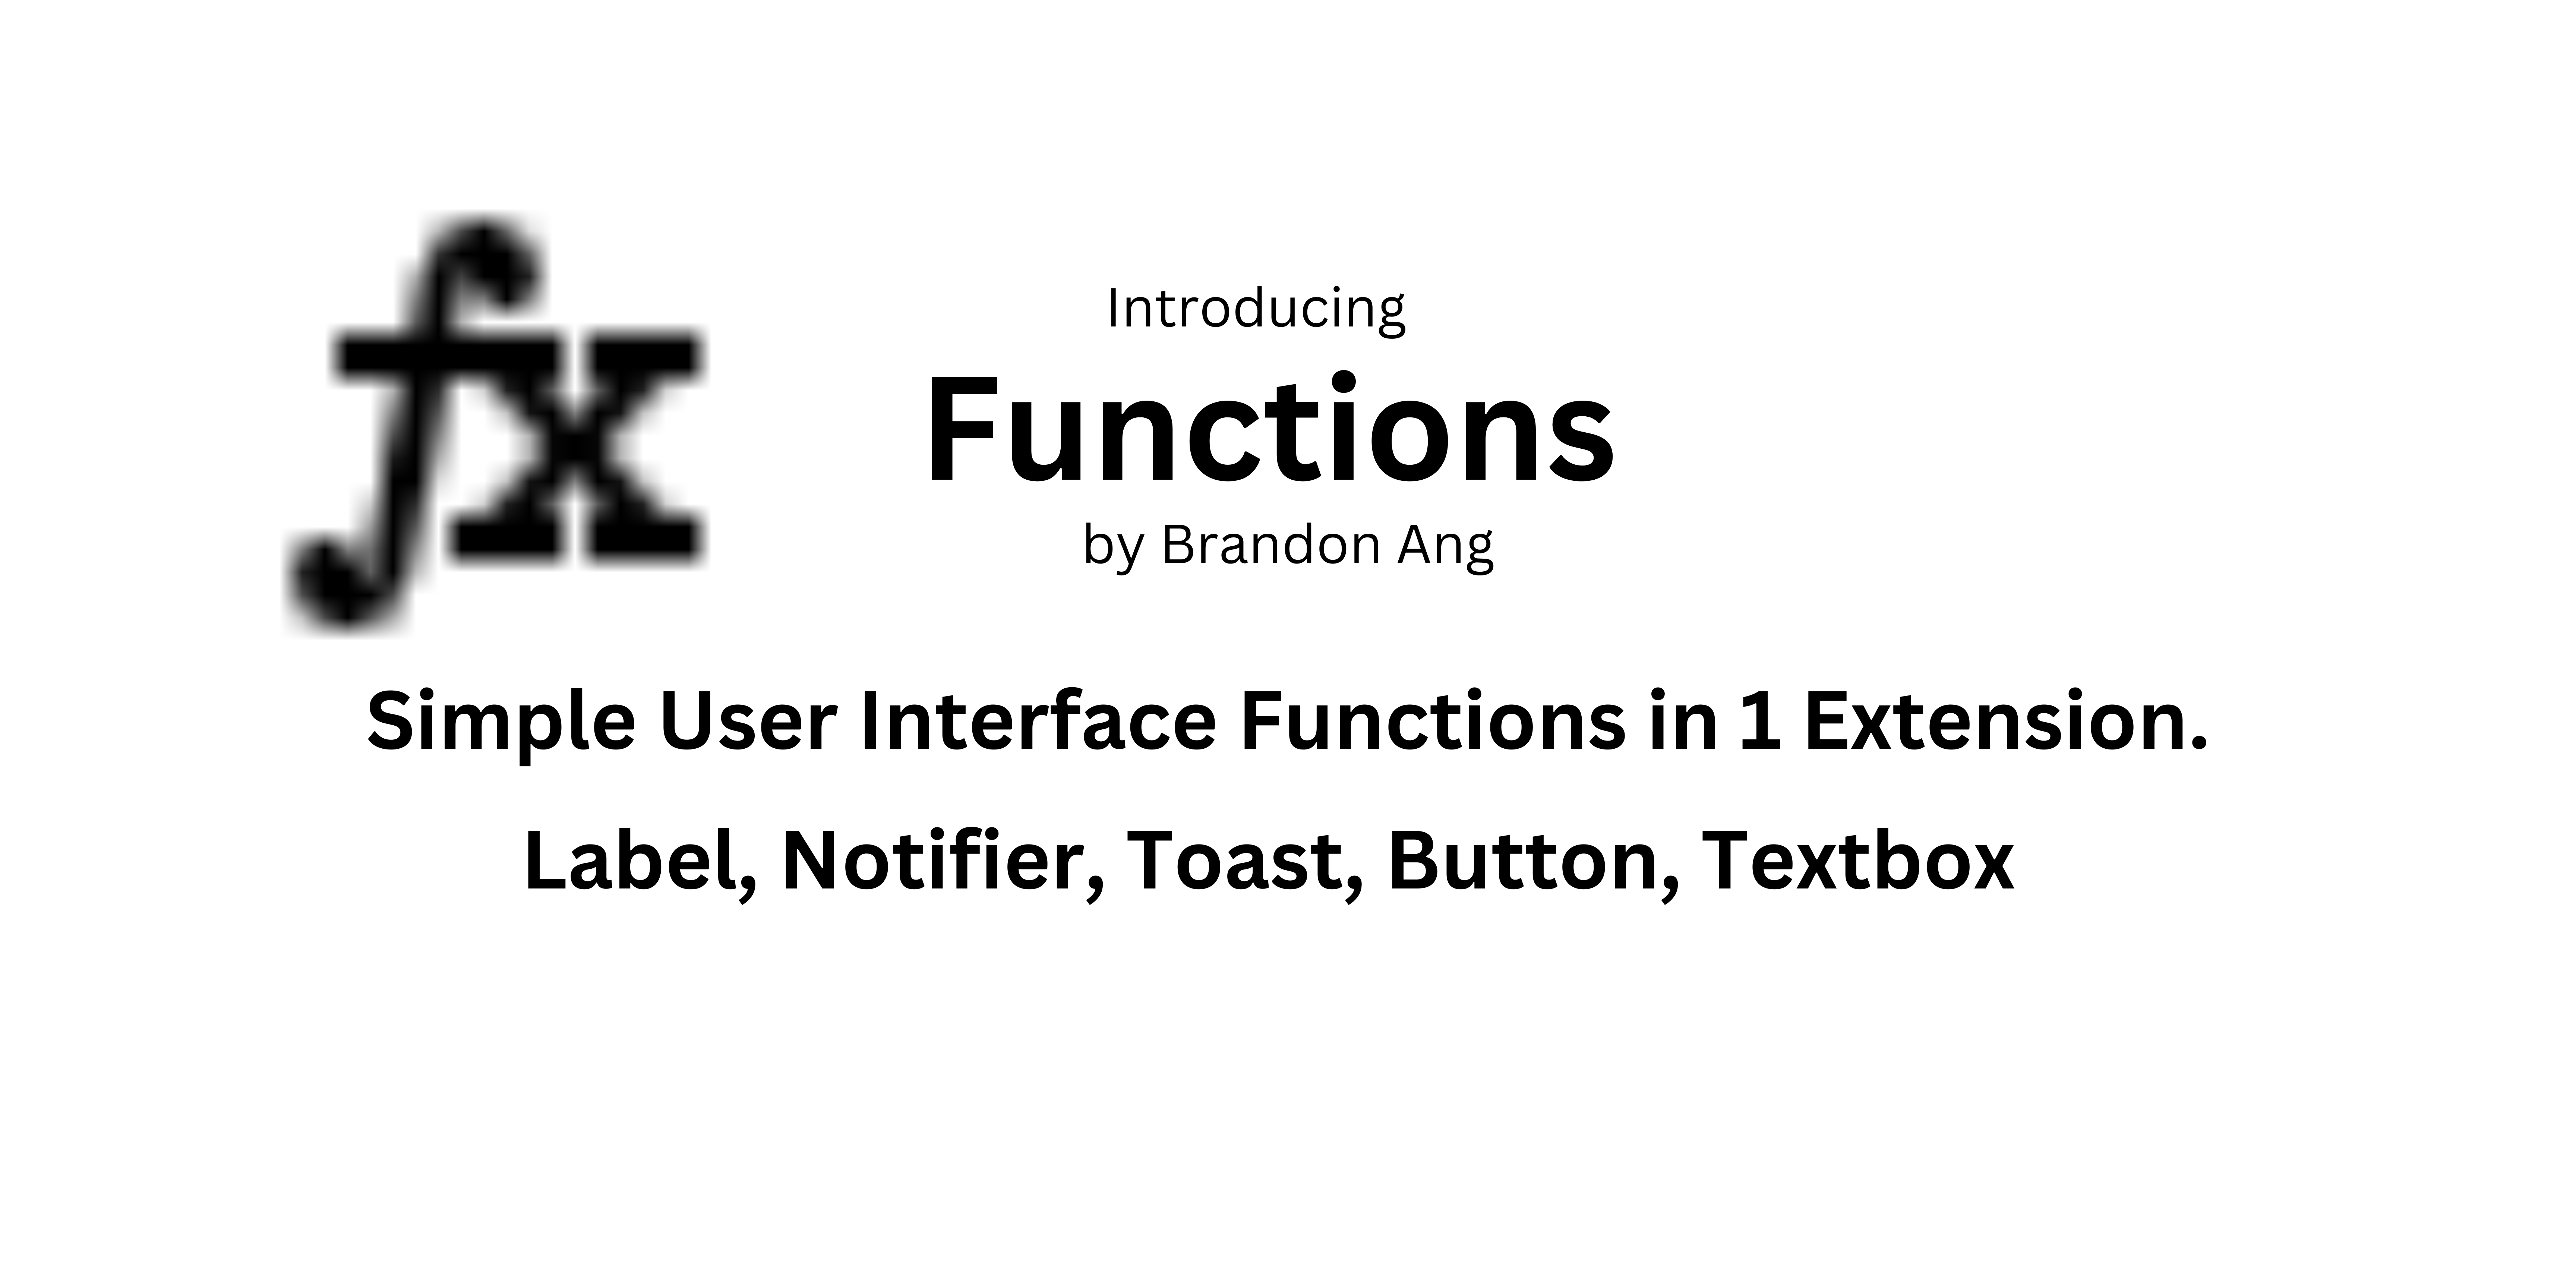 fx
Introducing
Functions
by Brandon Ang
Simple User Interface Functions in 1 Extension.
Label, Notifier, Toast, Button, Textbox